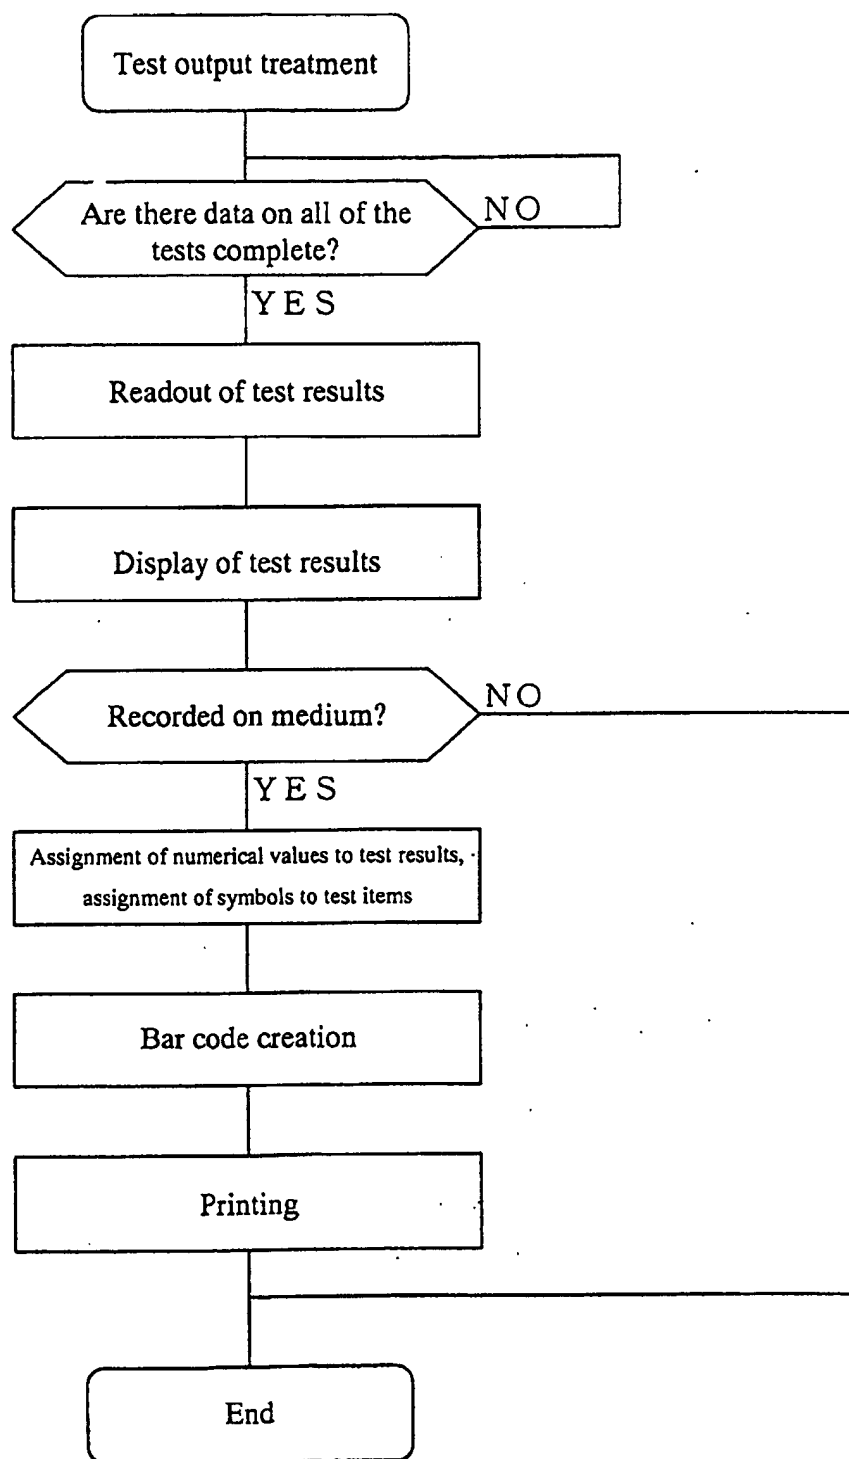 Test output treatment
Are there data on all of the
tests complete?
NO
YES
Readout of test results
Display of test results
Recorded on medium?
NO
YES
Assignment of numerical values to test results,
assignment of symbols to test items
Bar code creation
Printing
End